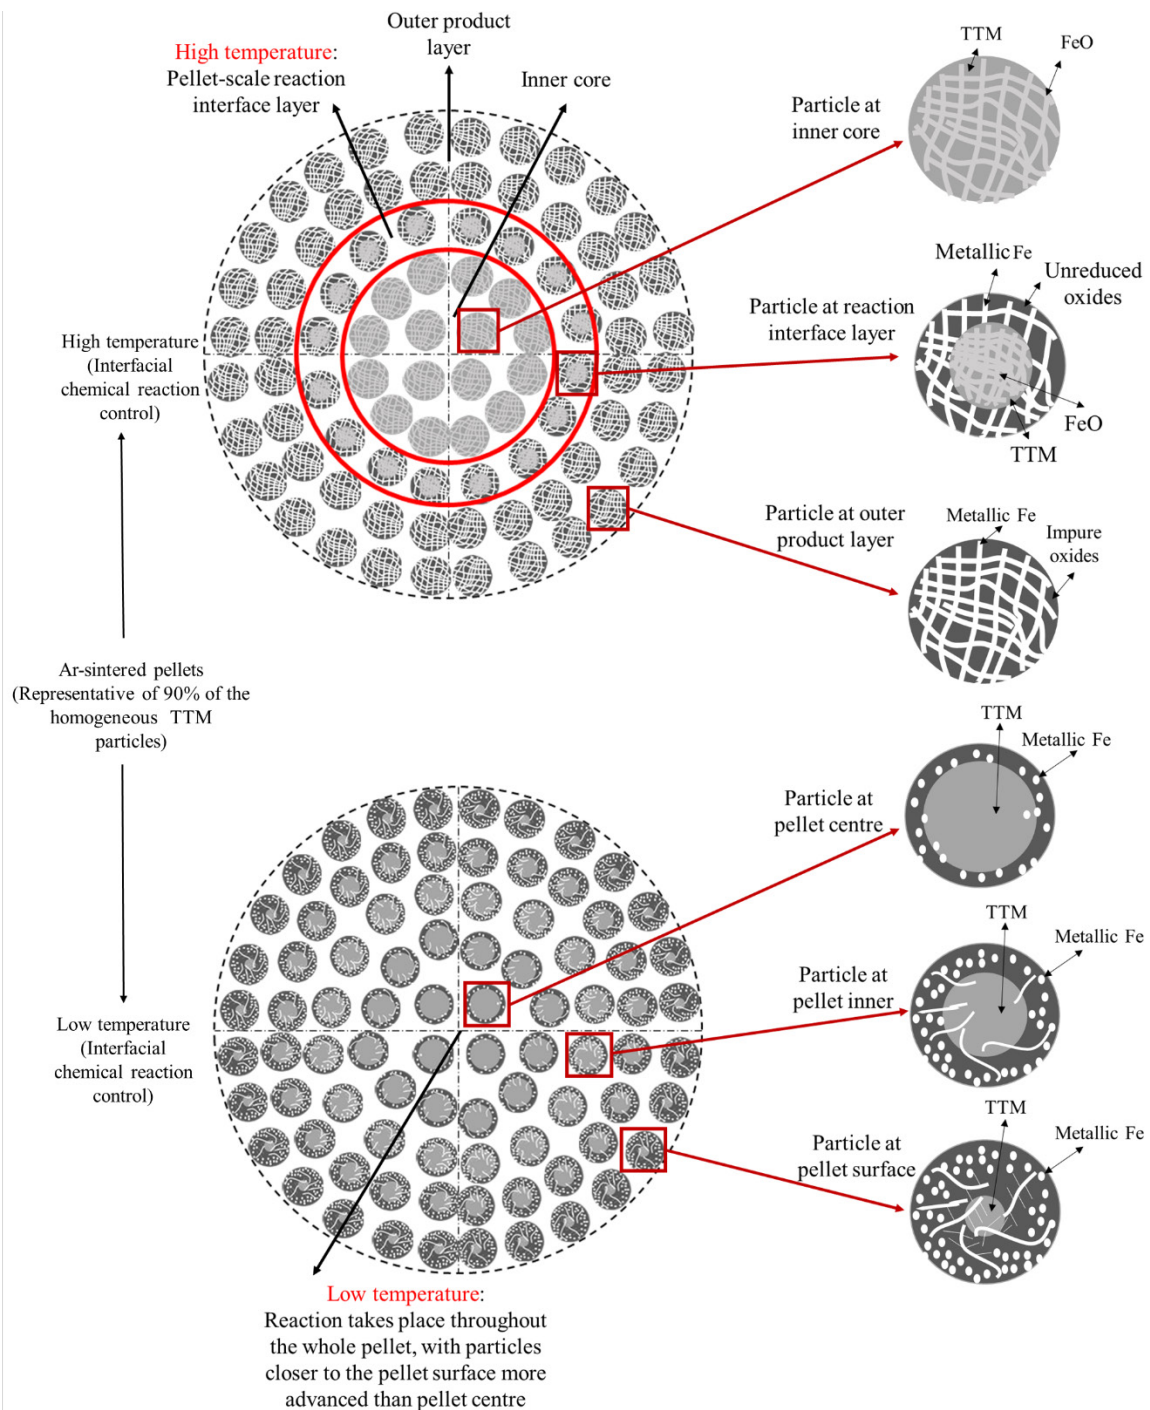 Outer product
layer
High temperature:
Pellet-scale reaction
interface layer
Inner core
TTM
FeO
Particle at
inner core
Metallic Fe
Unreduced
oxides
Particle at reaction
interface layer
FeO
TTM
High temperature
(Interfacial
chemical reaction
control)
Particle at outer
product layer
Metallic Fe
Impure
oxides
Ar-sintered pellets
(Representative of 90% of the
homogeneous TTM
particles)
TTM
Metallic Fe
Particle at
pellet centre
TTM
Metallic Fe
Particle at
pellet inner
Low temperature
(Interfacial
chemical reaction
control)
TTM
Metallic Fe
Particle at
pellet surface
Low temperature:
Reaction takes place throughout
the whole pellet, with particles
closer to the pellet surface more
advanced than pellet centre